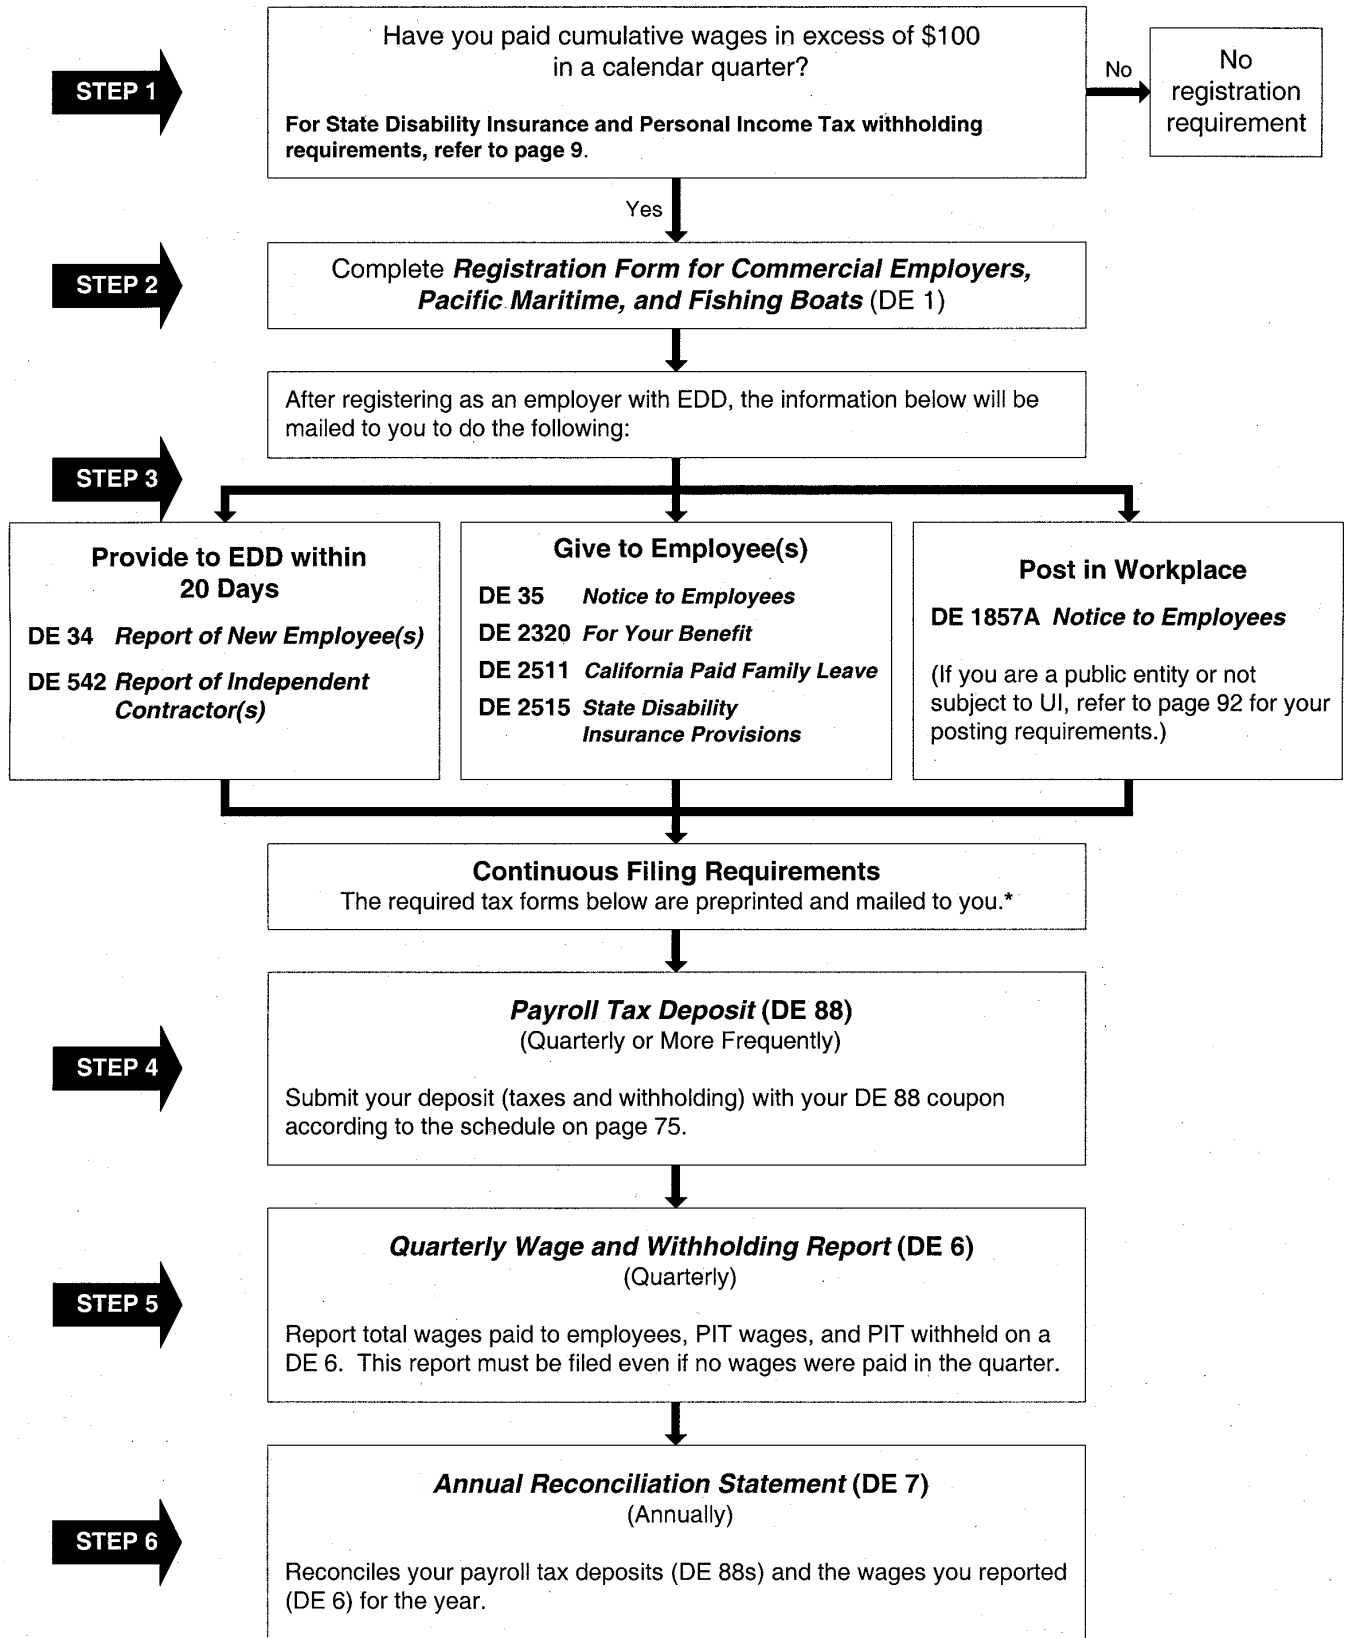 STEP 1
Have you paid cumulative wages in excess of $100
in a calendar quarter?
For State Disability Insurance and Personal Income Tax withholding
requirements, refer to page 9.
No
No
registration
requirement
Yes
STEP 2
Complete Registration Form for Commercial Employers,
Pacific Maritime, and Fishing Boats (DE 1)
After registering as an employer with EDD, the information below will be
mailed to you to do the following:
STEP 3
Provide to EDD within
20 Days
DE 34 Report of New Employee(s)
DE 542 Report of Independent
Contractor(s)
Give to Employee(s)
DE 35 Notice to Employees
DE 2320 For Your Benefit
DE 2511 California Paid Family Leave
DE 2515 State Disability
Insurance Provisions
Post in Workplace
DE 1857A Notice to Employees
(If you are a public entity or not
subject to UI, refer to page 92 for your
posting requirements.)
Continuous Filing Requirements
The required tax forms below are preprinted and mailed to you.*
STEP 4
Payroll Tax Deposit (DE 88)
(Quarterly or More Frequently)
Submit your deposit (taxes and withholding) with your DE 88 coupon
according to the schedule on page 75.
STEP 5
Quarterly Wage and Withholding Report (DE 6)
(Quarterly)
Report total wages paid to employees, PIT wages, and PIT withheld on a
DE 6. This report must be filed even if no wages were paid in the quarter.
STEP 6
Annual Reconciliation Statement (DE 7)
(Annually)
Reconciles your payroll tax deposits (DE 88s) and the wages you reported
(DE 6) for the year.